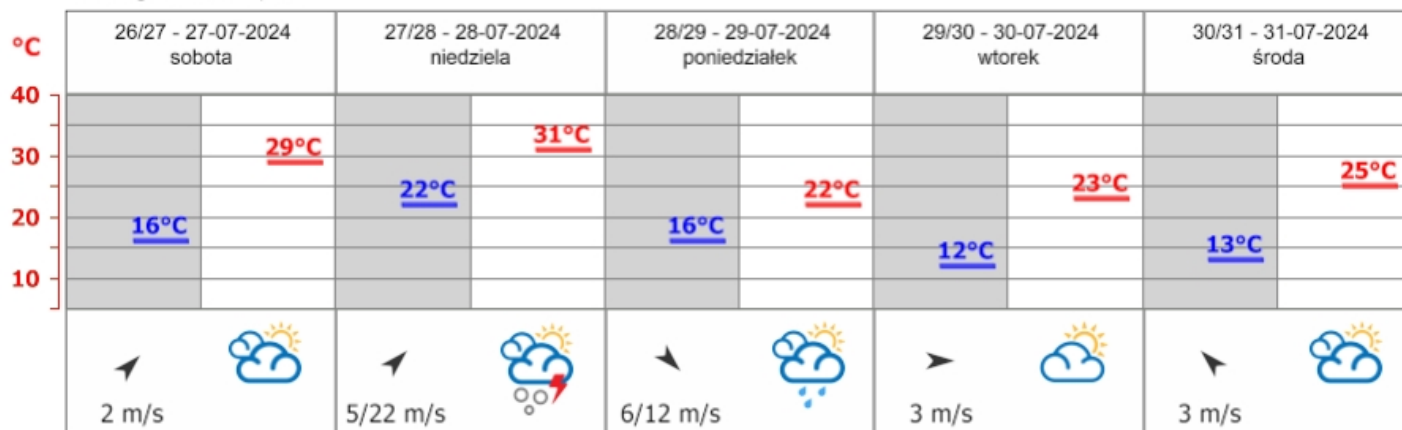 26/27 - 27-07-2024
sobota
27/28 - 28-07-2024
niedziela
28/29 - 29-07-2024
poniedziałek
29/30 - 30-07-2024
wtorek
30/31 - 31-07-2024
środa
°C
40
30
20
10
16°C
29°C
22°C
31°C
16°C
22°C
12°C
23°C
13°C
25°C
2 m/s
5/22 m/s
6/12 m/s
3 m/s
3 m/s